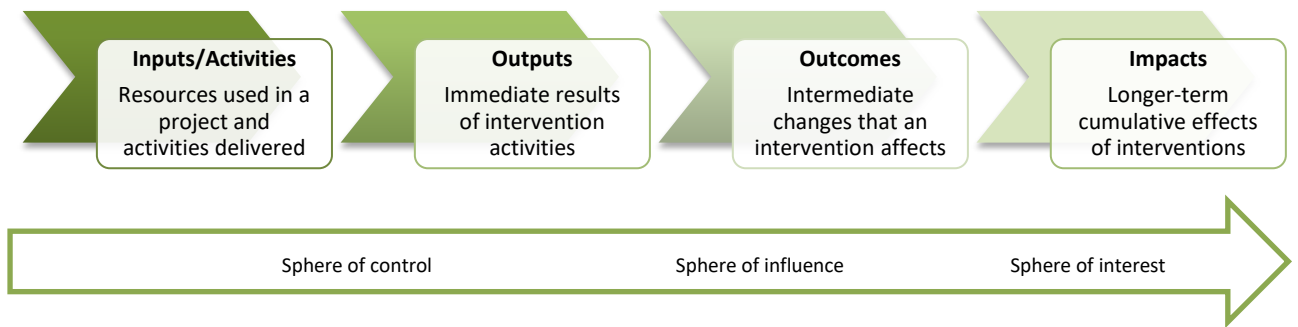 Inputs/Activities
Resources used in a
project and
activities delivered
Outputs
Immediate results
of intervention
activities
Outcomes
Intermediate
changes that an
intervention affects
Impacts
Longer-term
cumulative effects
of interventions
Sphere of control
Sphere of influence
Sphere of interest